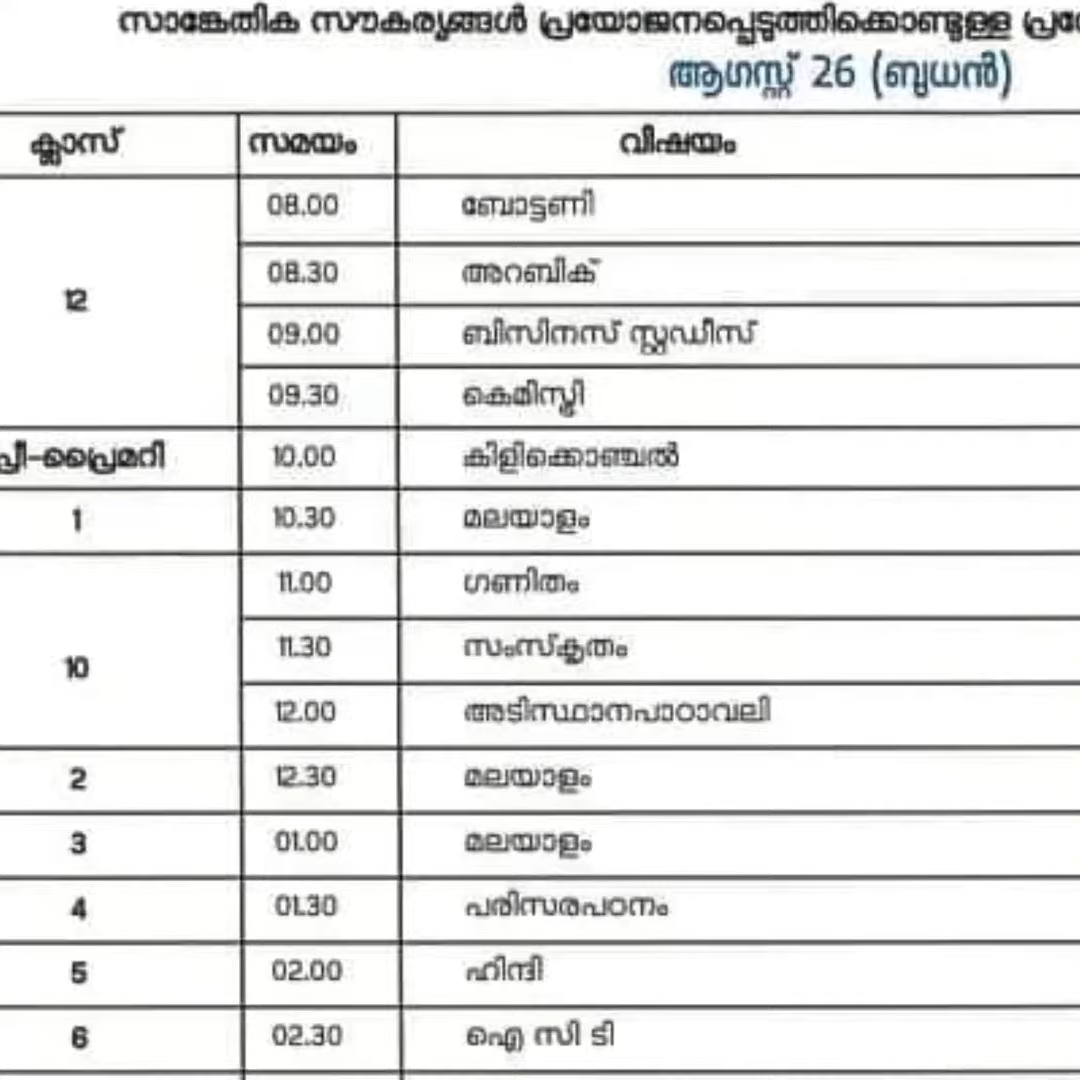 സാങ്കേതിക സൗകര്യങ്ങൾ പ്രയോജനപ്പെടുത്തിക്കൊണ്ടുള്ള
ആഗസ്റ്റ് 26 (ബുധൻ)
ക്ലാസ് സമയം വിഷയം
12
08.00 ബോട്ടണി
08.30 അറബിക്
09.00 ബിസിനസ് സ്റ്റഡീസ്
09.30 കെമിസ്ട്രി
പ്രീ-പ്രൈമറി 10.00 കിളിക്കൊഞ്ചൽ
1 10.30 മലയാളം
10
11.00 ഗണിതം
11.30 സംസ്കൃതം
12.00 അടിസ്ഥാനപാഠാവലി
2 12.30 മലയാളം
3 01.00 മലയാളം
4 01.30 പരിസരപഠനം
5 02.00 ഹിന്ദി
6 02.30 ഐ സി ടി